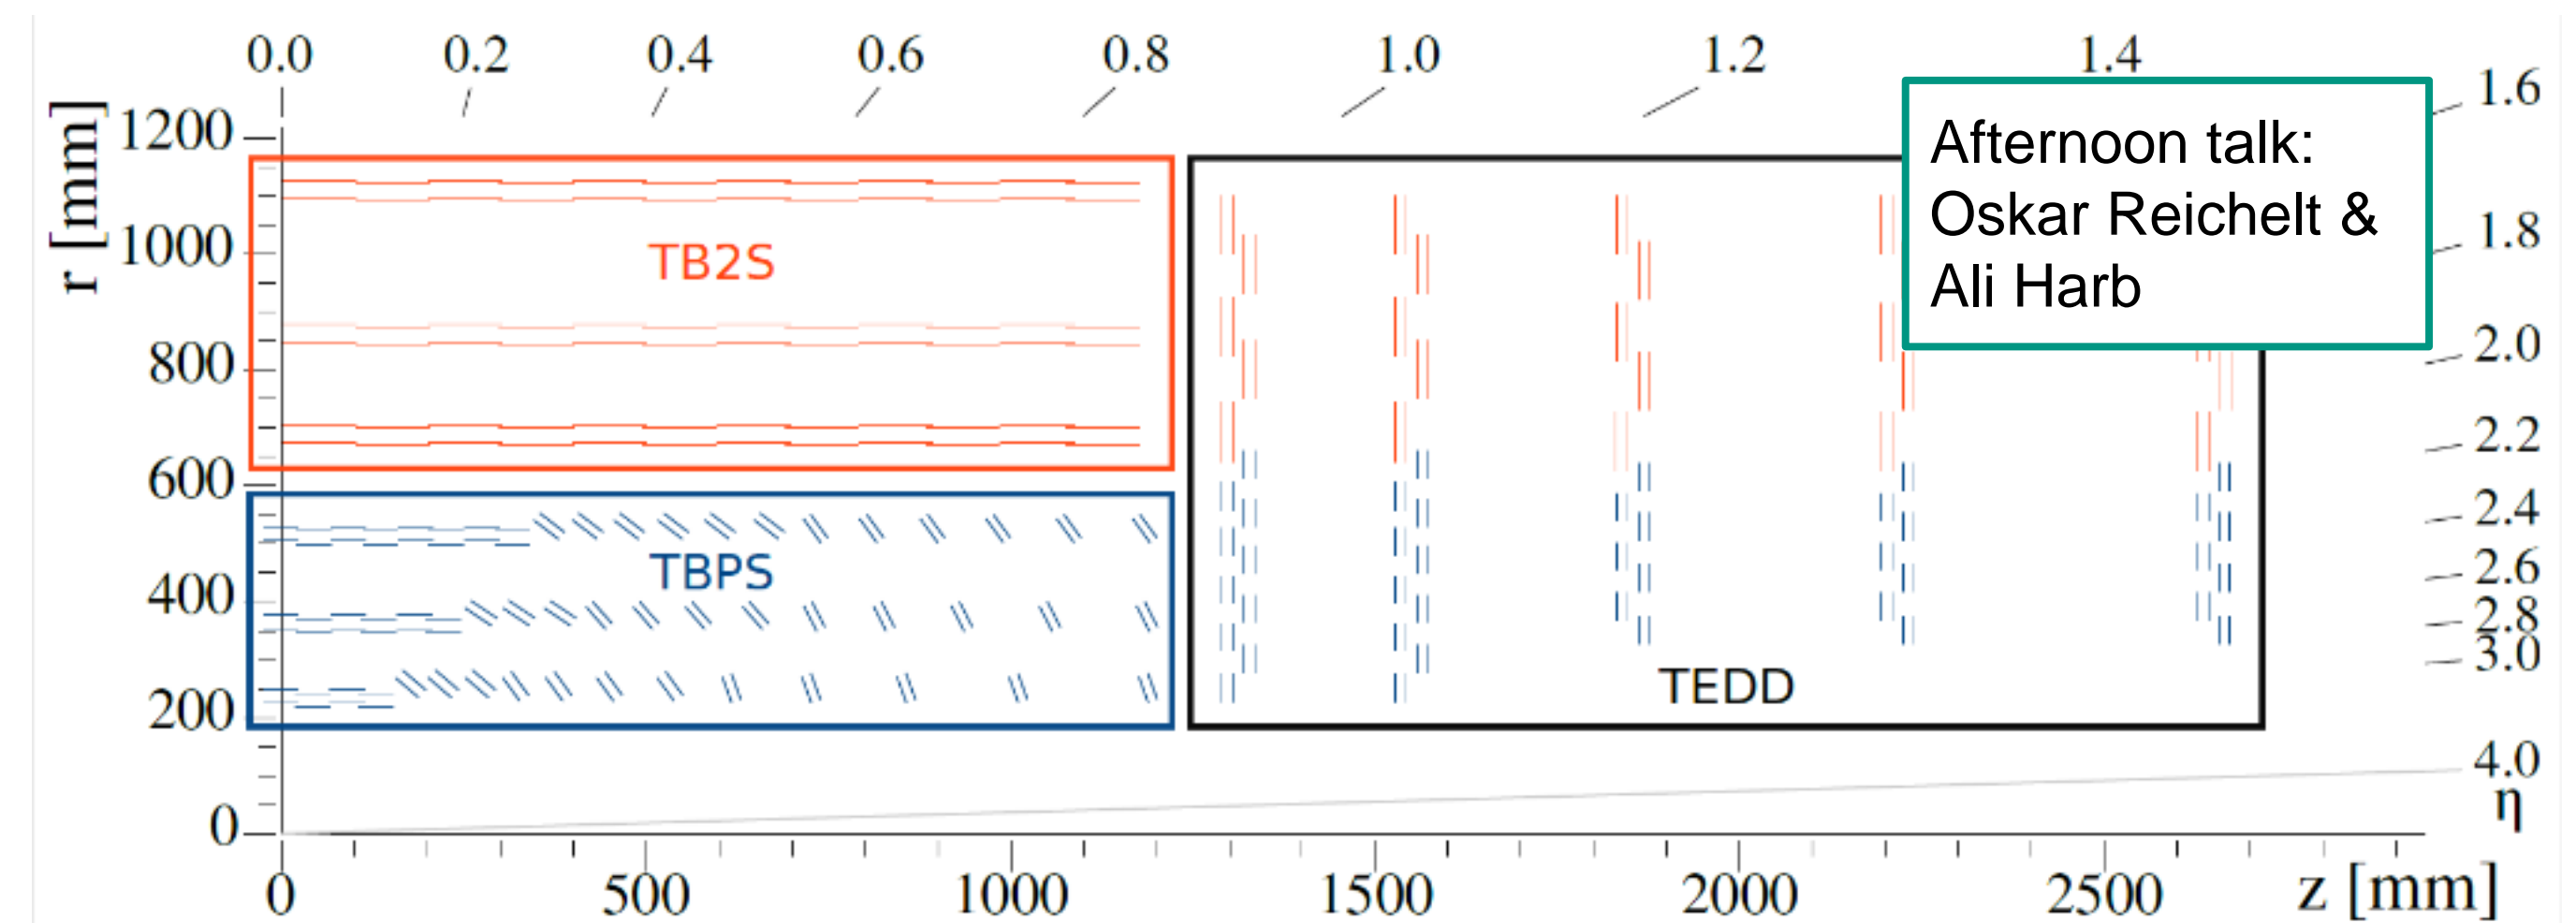 0.0 0.2 0.4 0.6 0.8 1.0 1.2 1.4
1.6
1.8
2.0
2.2
2.4
2.6
2.8
3.0
4.0
η
r [mm]
1200
1000
800
600
400
200
0
TB2S
TBPS
TEDD
Afternoon talk:
Oskar Reichelt &
Ali Harb
0 500 1000 1500 2000 2500 z [mm]